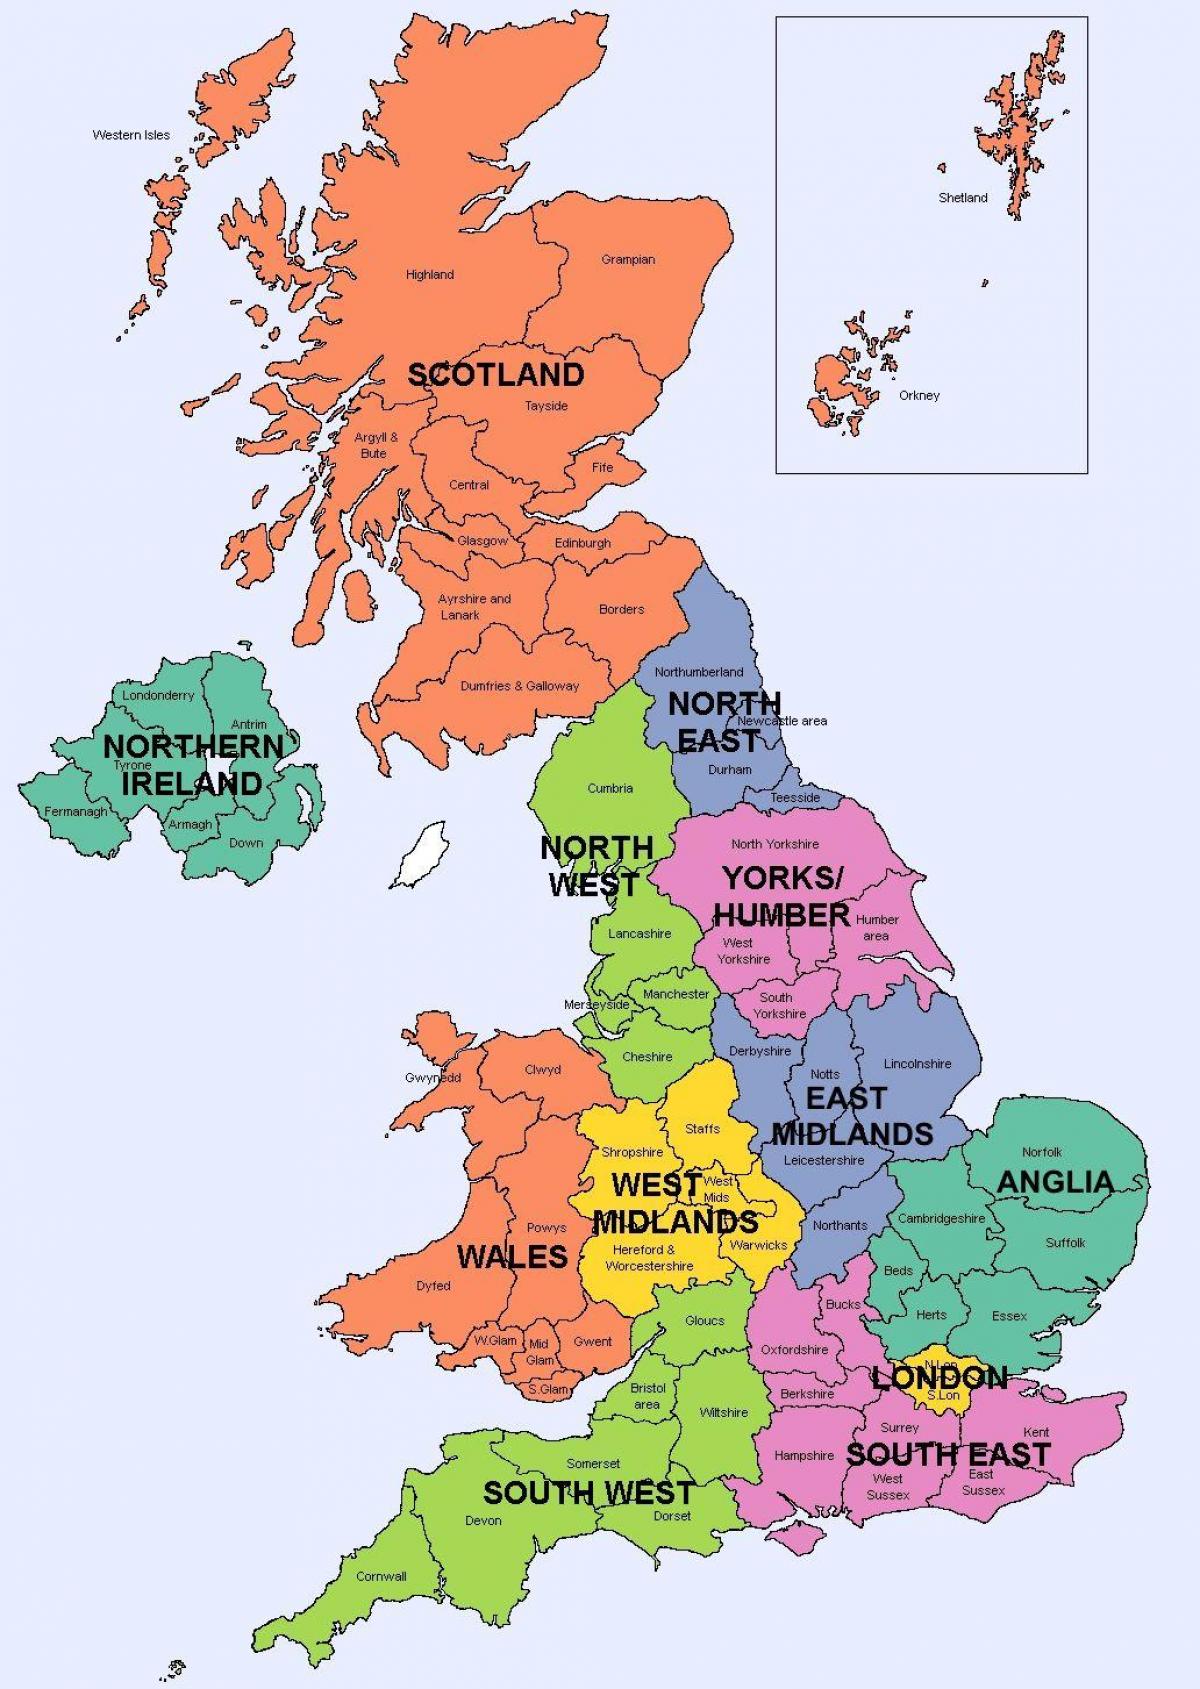 Western Isles
Shetland
Orkney
Highland
Grampian
SCOTLAND
Tayside
Argyll &
Bute
Fife
Central
Glasgow
Edinburgh
Ayrshire and
Lanark
Borders
Dumfries & Galloway
Northumberland
NORTH
EAST
Newcastle area
Durham
Teesside
Londonderry
Antrim
NORTHERN
IRELAND
Tyrone
Fermanagh
Armagh
Down
Cumbria
NORTH
WEST
Lancashire
Merseyside
Manchester
Cheshire
North Yorkshire
YORKS/
HUMBER
Humber
area
West
Yorkshire
South
Yorkshire
Derbyshire
Notts
Lincolnshire
EAST
MIDLANDS
Leicestershire
Northants
Gwynedd
Clwyd
Powys
WALES
Dyfed
W.Glam
Mid
Glam
S.Glam
Gwent
Staffs
Shropshire
WEST
MIDLANDS
West
Mids
Warwicks
Hereford &
Worcestershire
Norfolk
ANGLIA
Cambridgeshire
Suffolk
Beds
Herts
Essex
N.Lon
LONDON
S.Lon
Bucks
Oxfordshire
Berkshire
Hampshire
Surrey
Kent
SOUTH EAST
West
Sussex
East
Sussex
Gloucs
Bristol
area
Wiltshire
Somerset
SOUTH WEST
Dorset
Devon
Cornwall